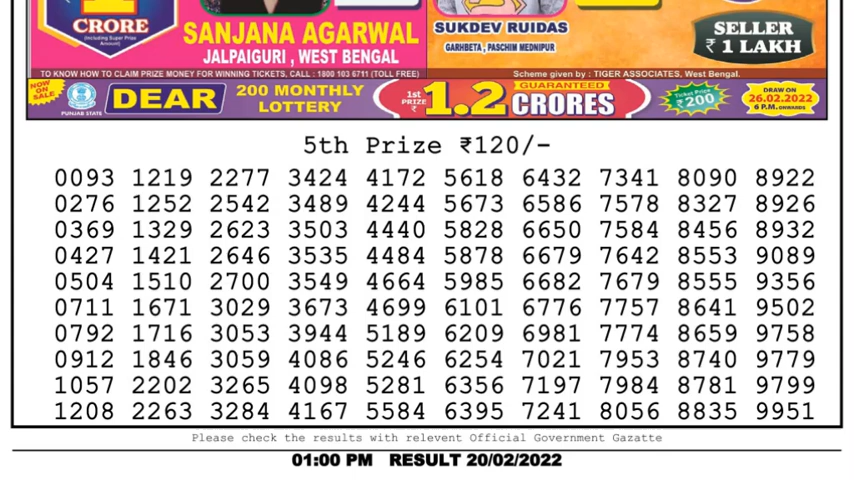 CRORE
(Including Super Prize Amount)
SANJANA AGARWAL
JALPAIGURI , WEST BENGAL
SUKDEV RUIDAS
GARHBETA , PASCHIM MEDNIPUR
SELLER
₹ 1 LAKH
TO KNOW HOW TO CLAIM PRIZE MONEY FOR WINNING TICKETS, CALL : 1800 103 6711 (TOLL FREE)
Scheme given by : TIGER ASSOCIATES, West Bengal.
NOW ON SALE
PUNJAB STATE
DEAR
200 MONTHLY
LOTTERY
1st
PRIZE
₹
1.2
GUARANTEED
CRORES
Ticket Price
₹200
DRAW ON
26.02.2022
6 P.M. ONWARDS
5th Prize ₹120/-
0093 1219 2277 3424 4172 5618 6432 7341 8090 8922
0276 1252 2542 3489 4244 5673 6586 7578 8327 8926
0369 1329 2623 3503 4440 5828 6650 7584 8456 8932
0427 1421 2646 3535 4484 5878 6679 7642 8553 9089
0504 1510 2700 3549 4664 5985 6682 7679 8555 9356
0711 1671 3029 3673 4699 6101 6776 7757 8641 9502
0792 1716 3053 3944 5189 6209 6981 7774 8659 9758
0912 1846 3059 4086 5246 6254 7021 7953 8740 9779
1057 2202 3265 4098 5281 6356 7197 7984 8781 9799
1208 2263 3284 4167 5584 6395 7241 8056 8835 9951
Please check the results with relevent Official Government Gazatte
01:00 PM RESULT 20/02/2022